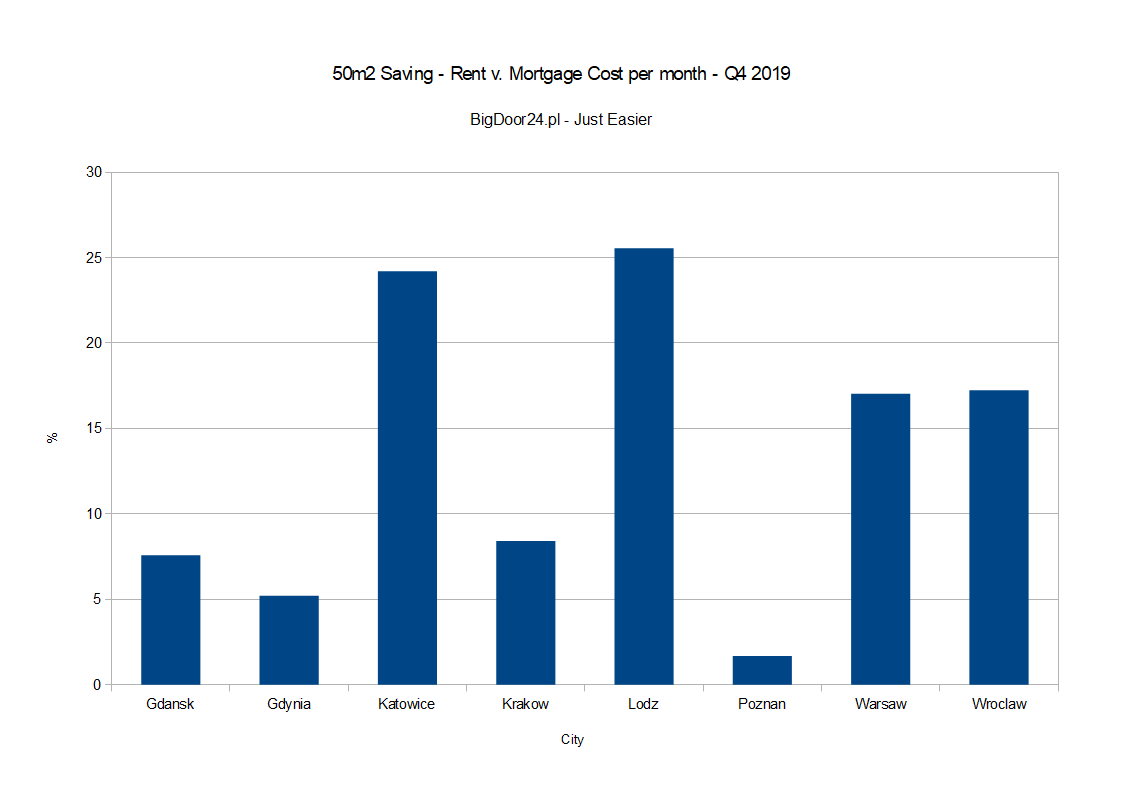 50m2 Saving - Rent v. Mortgage Cost per month - Q4 2019
BigDoor24.pl - Just Easier
30
25
20
15
10
5
0
%
Gdansk Gdynia Katowice Krakow Lodz Poznan Warsaw Wroclaw
City